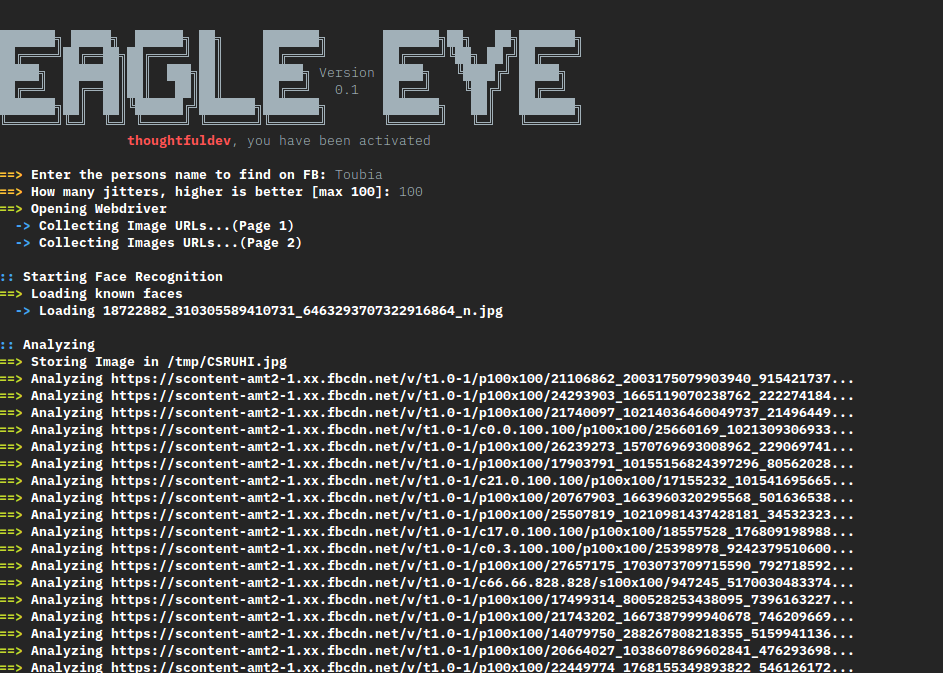 EAGLE EYE
Version
0.1
thoughtfuldev, you have been activated
==> Enter the persons name to find on FB: Toubia
==> How many jitters, higher is better [max 100]: 100
==> Opening Webdriver
-> Collecting Image URLs...(Page 1)
-> Collecting Images URLs...(Page 2)
:: Starting Face Recognition
==> Loading known faces
-> Loading 18722882_310305589410731_6463293707322916864_n.jpg
:: Analyzing
==> Storing Image in /tmp/CSRUHI.jpg
==> Analyzing https://scontent-amt2-1.xx.fbcdn.net/v/t1.0-1/p100x100/21106862_2003175079903940_915421737...
==> Analyzing https://scontent-amt2-1.xx.fbcdn.net/v/t1.0-1/p100x100/24293903_1665119070238762_222274184...
==> Analyzing https://scontent-amt2-1.xx.fbcdn.net/v/t1.0-1/p100x100/21740097_10214036460049737_21496449...
==> Analyzing https://scontent-amt2-1.xx.fbcdn.net/v/t1.0-1/c0.0.100.100/p100x100/25660169_1021309306933...
==> Analyzing https://scontent-amt2-1.xx.fbcdn.net/v/t1.0-1/p100x100/26239273_1570769693008962_229069741...
==> Analyzing https://scontent-amt2-1.xx.fbcdn.net/v/t1.0-1/p100x100/17903791_10155156824397296_80562028...
==> Analyzing https://scontent-amt2-1.xx.fbcdn.net/v/t1.0-1/c21.0.100.100/p100x100/17155232_101541695665...
==> Analyzing https://scontent-amt2-1.xx.fbcdn.net/v/t1.0-1/p100x100/20767903_1663960320295568_501636538...
==> Analyzing https://scontent-amt2-1.xx.fbcdn.net/v/t1.0-1/p100x100/25507819_10210981437428181_34532323...
==> Analyzing https://scontent-amt2-1.xx.fbcdn.net/v/t1.0-1/c17.0.100.100/p100x100/18557528_176809198988...
==> Analyzing https://scontent-amt2-1.xx.fbcdn.net/v/t1.0-1/c0.3.100.100/p100x100/25398978_9242379510600...
==> Analyzing https://scontent-amt2-1.xx.fbcdn.net/v/t1.0-1/p100x100/27657175_1703073709715590_792718592...
==> Analyzing https://scontent-amt2-1.xx.fbcdn.net/v/t1.0-1/c66.66.828.828/s100x100/947245_5170030483374...
==> Analyzing https://scontent-amt2-1.xx.fbcdn.net/v/t1.0-1/p100x100/17499314_800528253438095_7396163227...
==> Analyzing https://scontent-amt2-1.xx.fbcdn.net/v/t1.0-1/p100x100/21743202_1667387999940678_746209669...
==> Analyzing https://scontent-amt2-1.xx.fbcdn.net/v/t1.0-1/p100x100/14079750_288267808218355_5159941136...
==> Analyzing https://scontent-amt2-1.xx.fbcdn.net/v/t1.0-1/p100x100/20664027_1038607869602841_476293698...
==> Analyzing https://scontent-amt2-1.xx.fbcdn.net/v/t1.0-1/p100x100/22449774_1768155349893822_546126172...